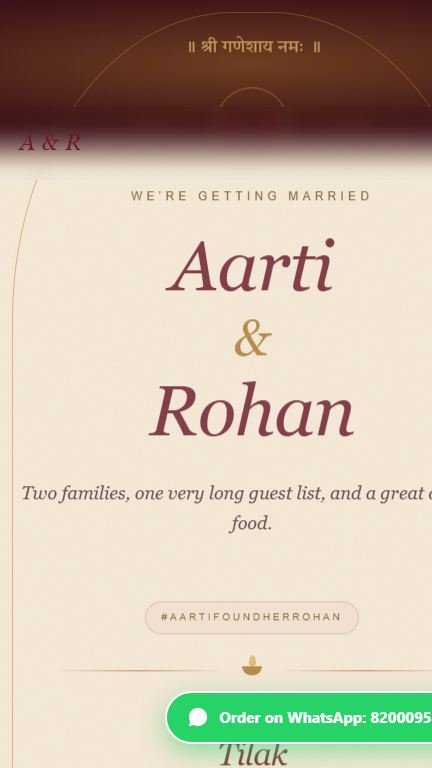 ॥ श्री गणेशाय नमः ॥
A & R
WE'RE GETTING MARRIED
Aarti
&
Rohan
Two families, one very long guest list, and a great
food.
#AARTIFOUNDHERROHAN
Order on WhatsApp: 8200095
Tilak